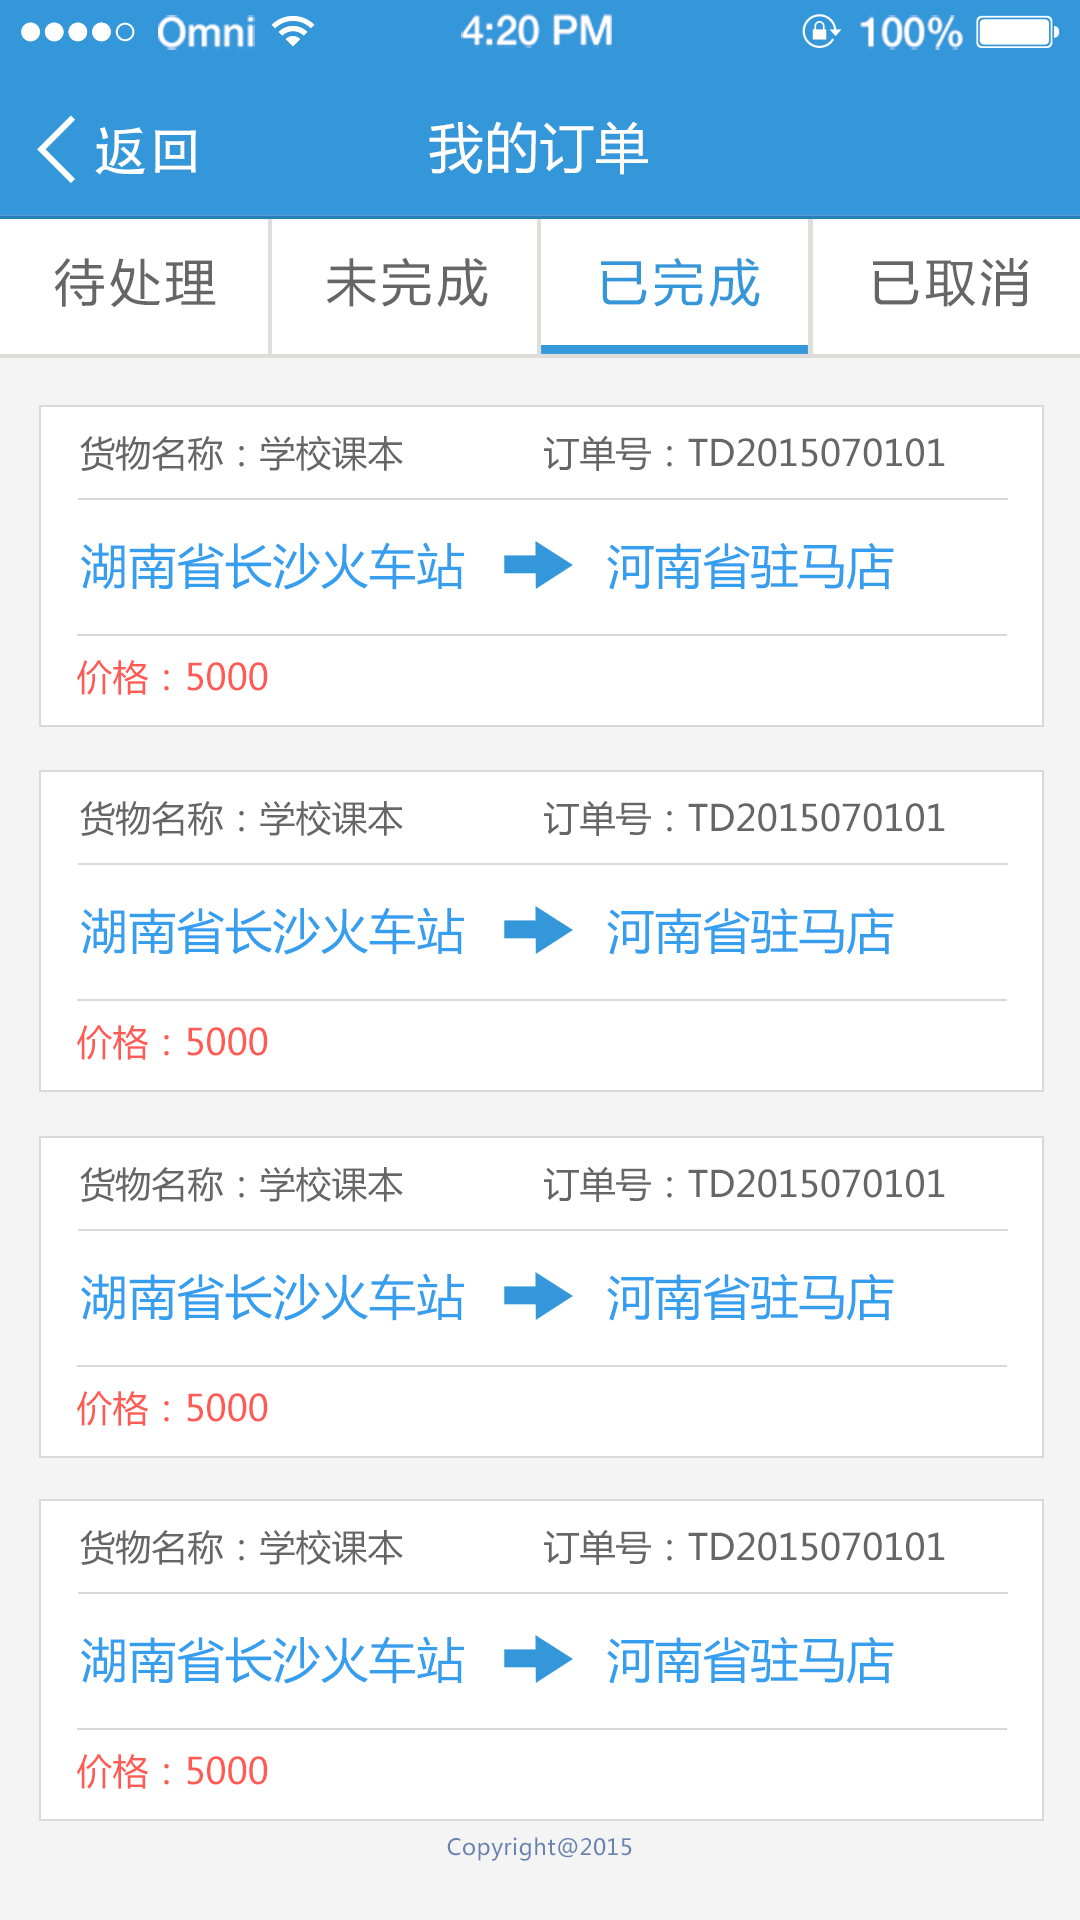 Omni 4:20 PM 100%
返回 我的订单
待处理 未完成 已完成 已取消
货物名称：学校课本 订单号：TD2015070101
湖南省长沙火车站 河南省驻马店
价格：5000
货物名称：学校课本 订单号：TD2015070101
湖南省长沙火车站 河南省驻马店
价格：5000
货物名称：学校课本 订单号：TD2015070101
湖南省长沙火车站 河南省驻马店
价格：5000
货物名称：学校课本 订单号：TD2015070101
湖南省长沙火车站 河南省驻马店
价格：5000
Copyright@2015